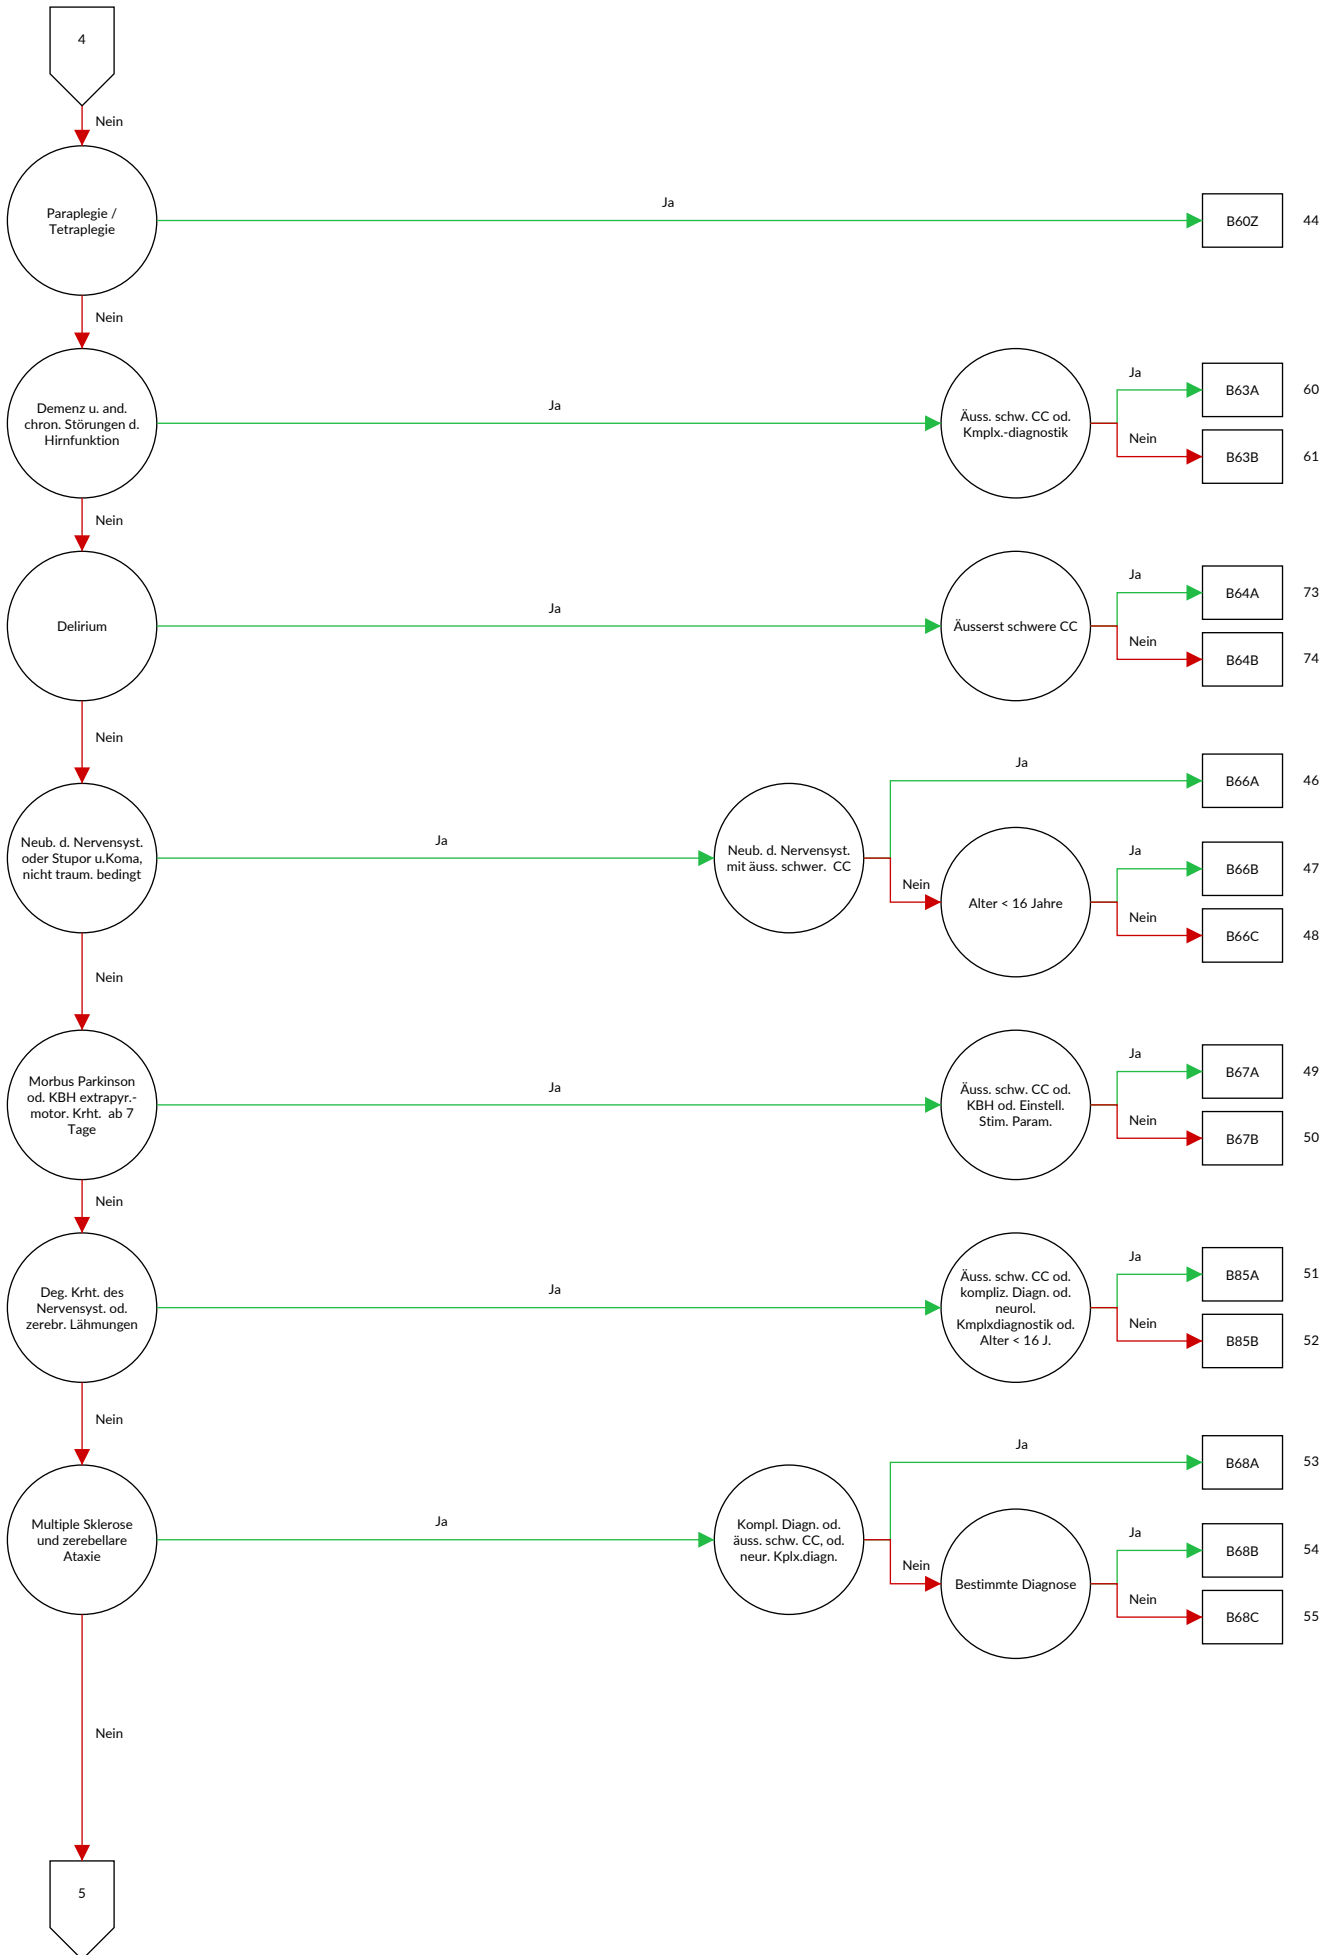 4
Nein
Paraplegie /
Tetraplegie
Ja
B60Z
44
Nein
Demenz u. and.
chron. Störungen d.
Hirnfunktion
Ja
Äuss. schw. CC od.
Kmplx.-diagnostik
Ja
B63A
60
Nein
B63B
61
Nein
Delirium
Ja
Äusserst schwere CC
Ja
B64A
73
Nein
B64B
74
Nein
Neub. d. Nervensyst.
oder Stupor u.Koma,
nicht traum. bedingt
Ja
Neub. d. Nervensyst.
mit äuss. schwer.  CC
Ja
B66A
46
Nein
Alter < 16 Jahre
Ja
B66B
47
Nein
B66C
48
Nein
Morbus Parkinson
od. KBH extrapyr.-
motor. Krht.  ab 7
Tage
Ja
Äuss. schw. CC od.
KBH od. Einstell.
Stim. Param.
Ja
B67A
49
Nein
B67B
50
Nein
Deg. Krht. des
Nervensyst. od.
zerebr. Lähmungen
Ja
Äuss. schw. CC od.
kompliz. Diagn. od.
neurol.
Kmplxdiagnostik od.
Alter < 16 J.
Ja
B85A
51
Nein
B85B
52
Nein
Multiple Sklerose
und zerebellare
Ataxie
Ja
Kompl. Diagn. od.
äuss. schw. CC, od.
neur. Kplx.diagn.
Ja
B68A
53
Nein
Bestimmte Diagnose
Ja
B68B
54
Nein
B68C
55
Nein
5